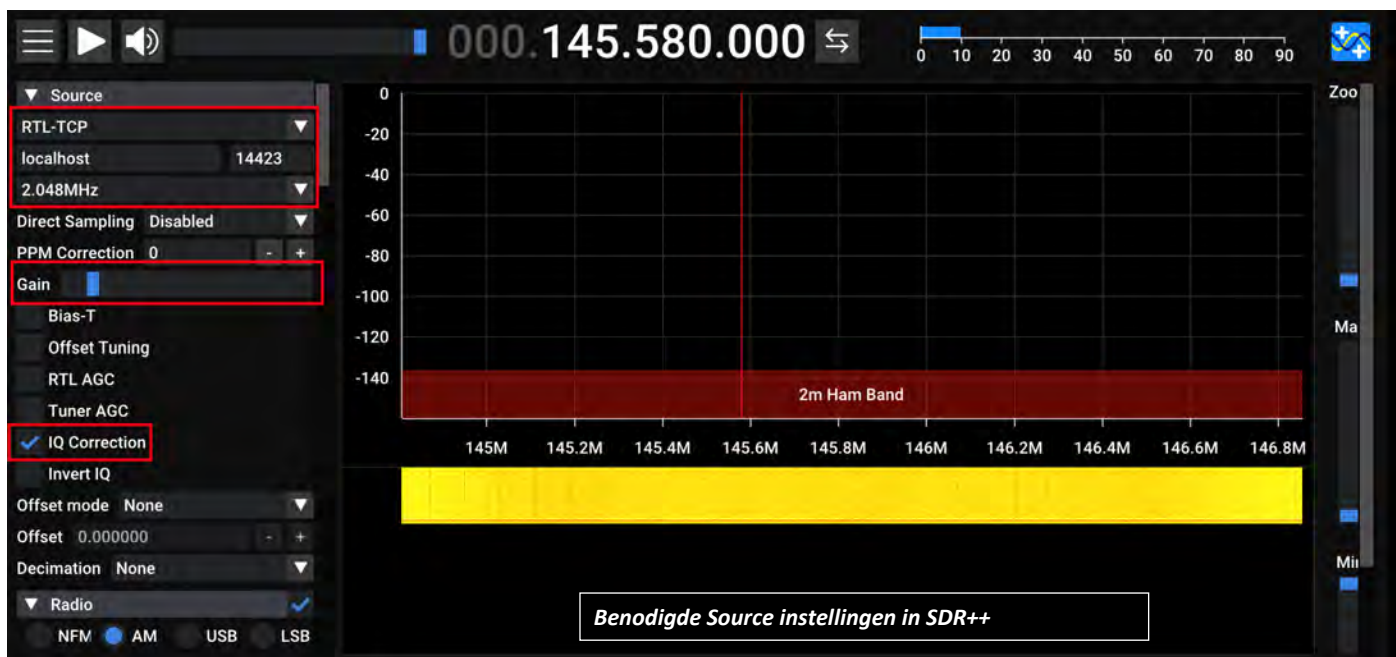 000.145.580.000
0 10 20 30 40 50 60 70 80 90
Source
RTL-TCP
localhost 14423
2.048MHz
Direct Sampling Disabled
PPM Correction 0 - +
Gain
Bias-T
Offset Tuning
RTL AGC
Tuner AGC
IQ Correction
Invert IQ
Offset mode None
Offset 0.000000 - +
Decimation None
Radio
NFM AM USB LSB
0
-20
-40
-60
-80
-100
-120
-140
2m Ham Band
145M 145.2M 145.4M 145.6M 145.8M 146M 146.2M 146.4M 146.6M 146.8M
Benodigde Source instellingen in SDR++
Zoo
Ma
Mi